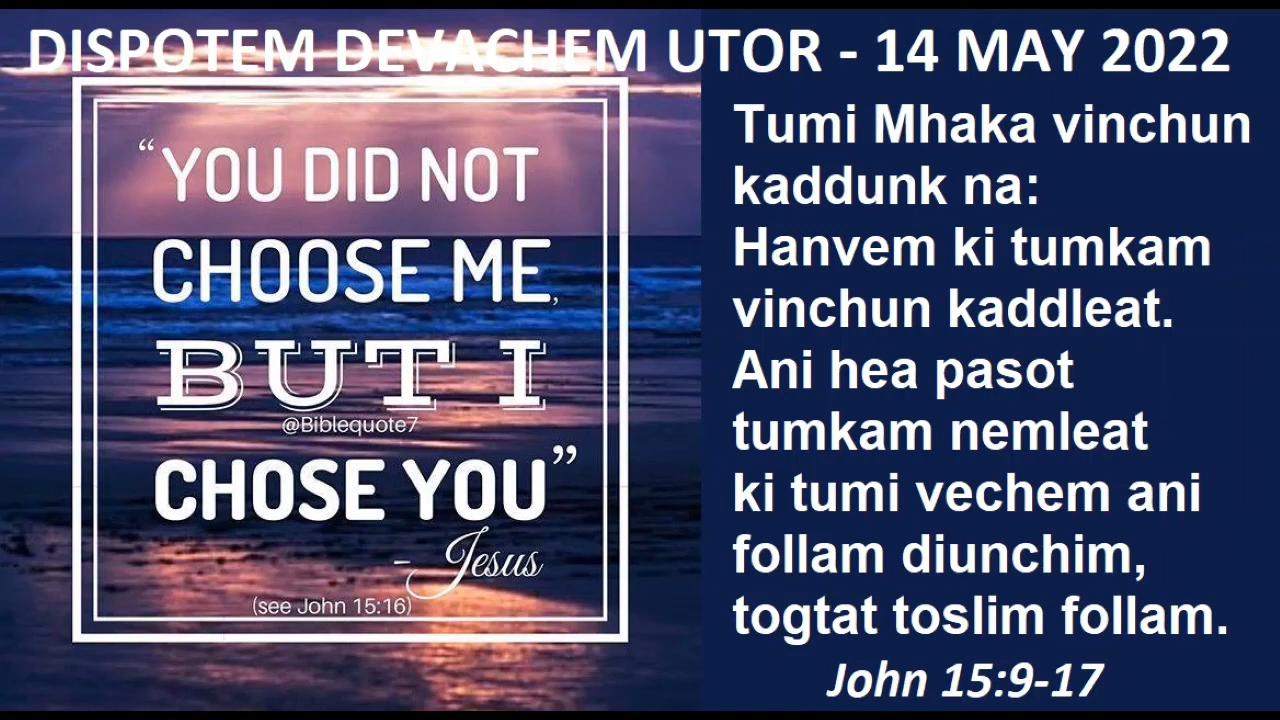 DISPOTEM DEVACHEM UTOR - 14 MAY 2022
“YOU DID NOT
CHOOSE ME,
BUT I
@Biblequote7
CHOSE YOU”
- Jesus
(see John 15:16)
Tumi Mhaka vinchun
kaddunk na:
Hanvem ki tumkam
vinchun kaddleat.
Ani hea pasot
tumkam nemleat
ki tumi vechem ani
follam diunchim,
togtat toslim follam.
John 15:9-17